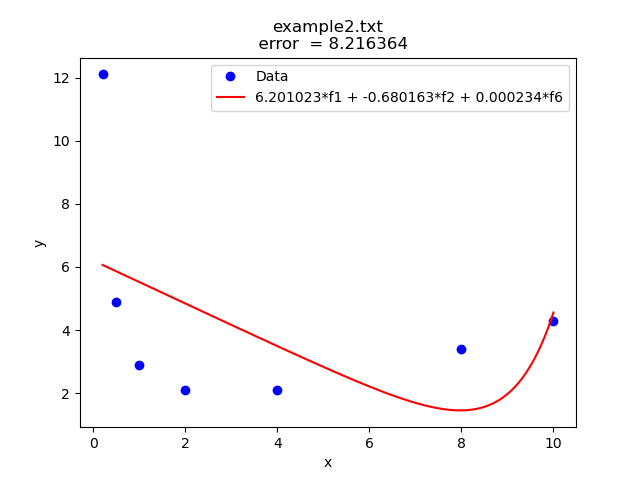 example2.txt
error = 8.216364
Data
6.201023*f1 + -0.680163*f2 + 0.000234*f6
12
10
8
6
4
2
y
0 2 4 6 8 10
x